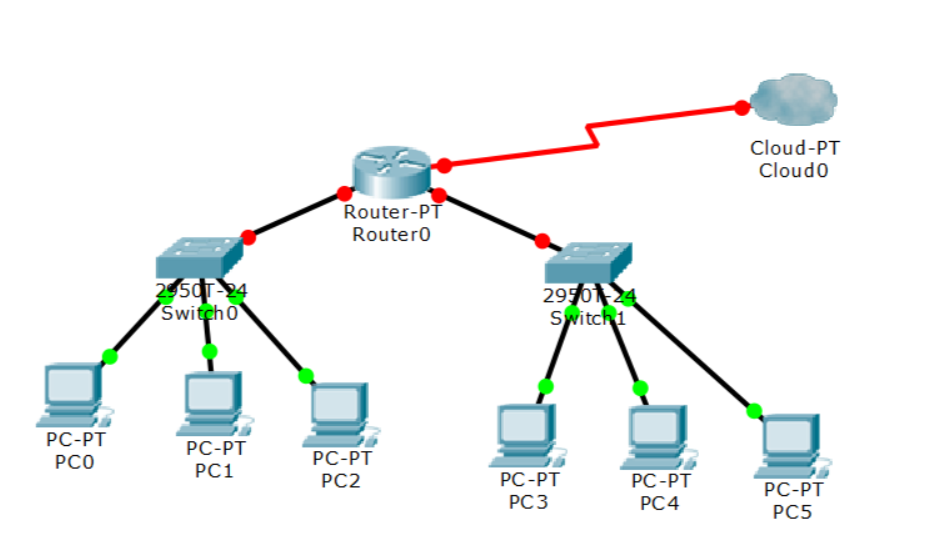 Cloud-PT
Cloud0
Router-PT
Router0
2950T-24
Switch0
2950T-24
Switch1
PC-PT
PC0
PC-PT
PC1
PC-PT
PC2
PC-PT
PC3
PC-PT
PC4
PC-PT
PC5